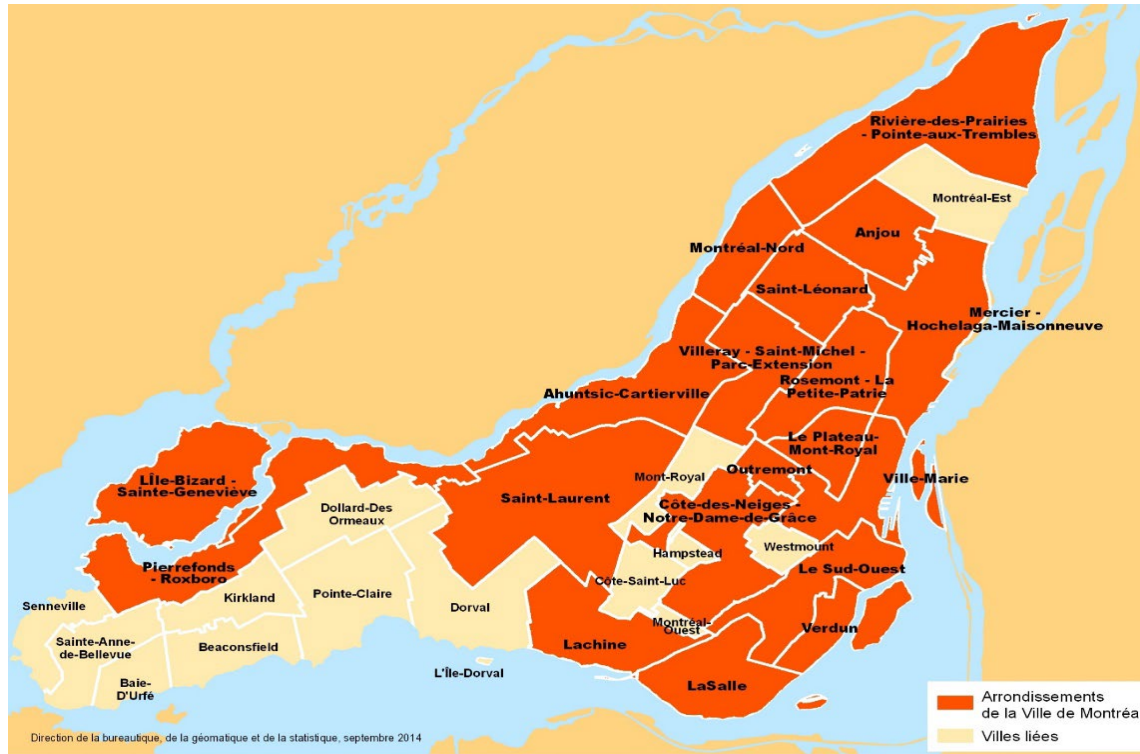 Rivière-des-Prairies
- Pointe-aux-Trembles
Montréal-Est
Anjou
Montréal-Nord
Saint-Léonard
Mercier -
Hochelaga-Maisonneuve
Villeray - Saint-Michel -
Parc-Extension
Rosemont - La
Petite-Patrie
Ahuntsic-Cartierville
Le Plateau-
Mont-Royal
Outremont
Mont-Royal
Ville-Marie
L'Île-Bizard -
Sainte-Geneviève
Saint-Laurent
Dollard-Des
Ormeaux
Côte-des-Neiges -
Notre-Dame-de-Grâce
Hampstead
Westmount
Pierrefonds
- Roxboro
Le Sud-Ouest
Côte-Saint-Luc
Kirkland
Pointe-Claire
Dorval
Senneville
Montréal-
Ouest
Verdun
Sainte-Anne-
de-Bellevue
Beaconsfield
Lachine
L'Île-Dorval
Baie-
D'Urfé
LaSalle
Arrondissements
de la Ville de Montréa
Villes liées
Direction de la bureautique, de la géomatique et de la statistique, septembre 2014